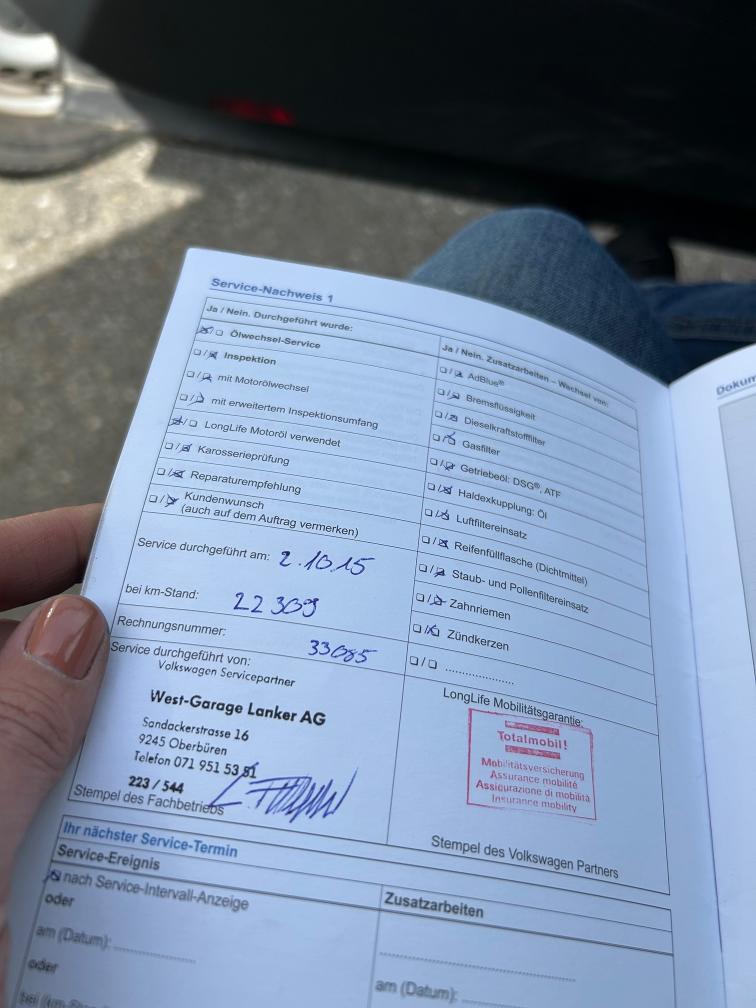 Service-Nachweis 1
Ja / Nein. Durchgeführt wurde:
Ölwechsel-Service
Inspektion
mit Motorölwechsel
mit erweitertem Inspektionsumfang
LongLife Motoröl verwendet
Karosserieprüfung
Reparaturempfehlung
Kundenwunsch
(auch auf dem Auftrag vermerken)
Ja / Nein. Zusatzarbeiten – Wechsel von:
AdBlue®
Bremsflüssigkeit
Dieselkraftstofffilter
Gasfilter
Getriebeöl: DSG®, ATF
Haldexkupplung: Öl
Luftfiltereinsatz
Reifenfüllflasche (Dichtmittel)
Staub- und Pollenfiltereinsatz
Zahnriemen
Zündkerzen
Service durchgeführt am: 2.10.15
bei km-Stand: 22309
Rechnungsnummer: 33085
Service durchgeführt von:
Volkswagen Servicepartner
West-Garage Lanker AG
Sandackerstrasse 16
9245 Oberbüren
Telefon 071 951 53 51
223 / 544
Stempel des Fachbetriebs
LongLife Mobilitätsgarantie:
Totalmobil!
Mobilitätsversicherung
Assurance mobilité
Assicurazione di mobilità
Insurance mobility
Stempel des Volkswagen Partners
Ihr nächster Service-Termin
Service-Ereignis
nach Service-Intervall-Anzeige
oder
am (Datum):
oder
Zusatzarbeiten
am (Datum):